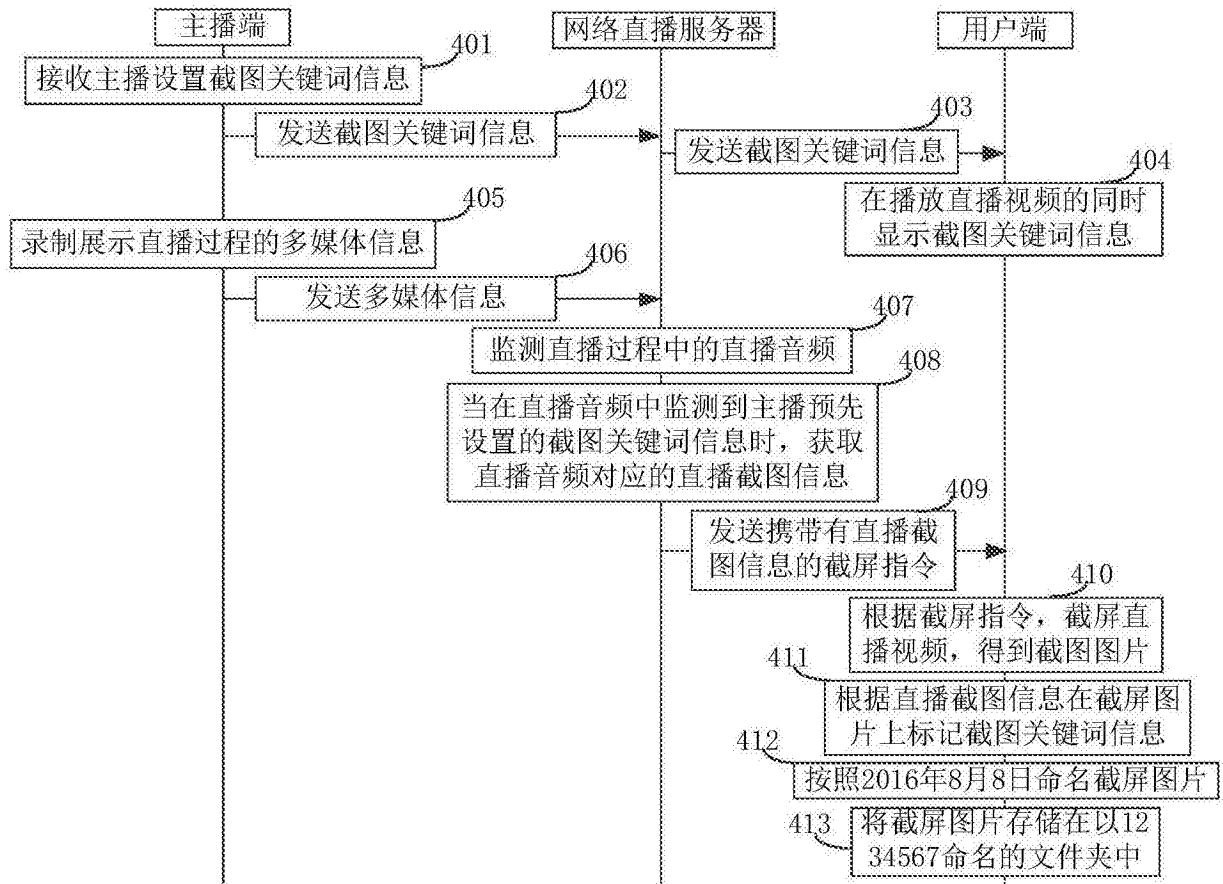 主播端
网络直播服务器
用户端
401
接收主播设置截图关键词信息
402
发送截图关键词信息
403
发送截图关键词信息
404
在播放直播视频的同时
显示截图关键词信息
405
录制展示直播过程的多媒体信息
406
发送多媒体信息
407
监测直播过程中的直播音频
408
当在直播音频中监测到主播预先
设置的截图关键词信息时，获取
直播音频对应的直播截图信息
409
发送携带有直播截
图信息的截屏指令
410
根据截屏指令，截屏直
播视频，得到截图图片
411
根据直播截图信息在截屏图
片上标记截图关键词信息
412
按照2016年8月8日命名截屏图片
413
将截屏图片存储在以12
34567命名的文件夹中